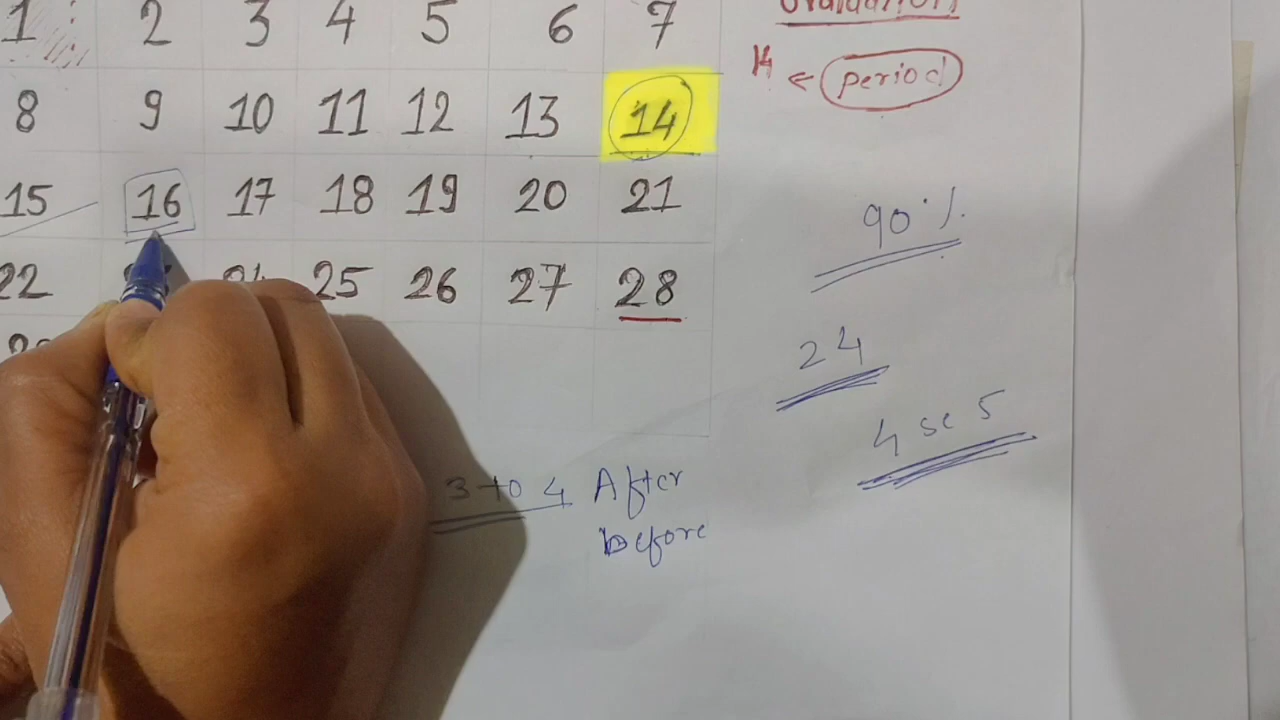 1 2 3 4 5 6 7
8 9 10 11 12 13 14
15 16 17 18 19 20 21
22 25 26 27 28
14 ← period
90%
24
4 se 5
3 to 4 After
before